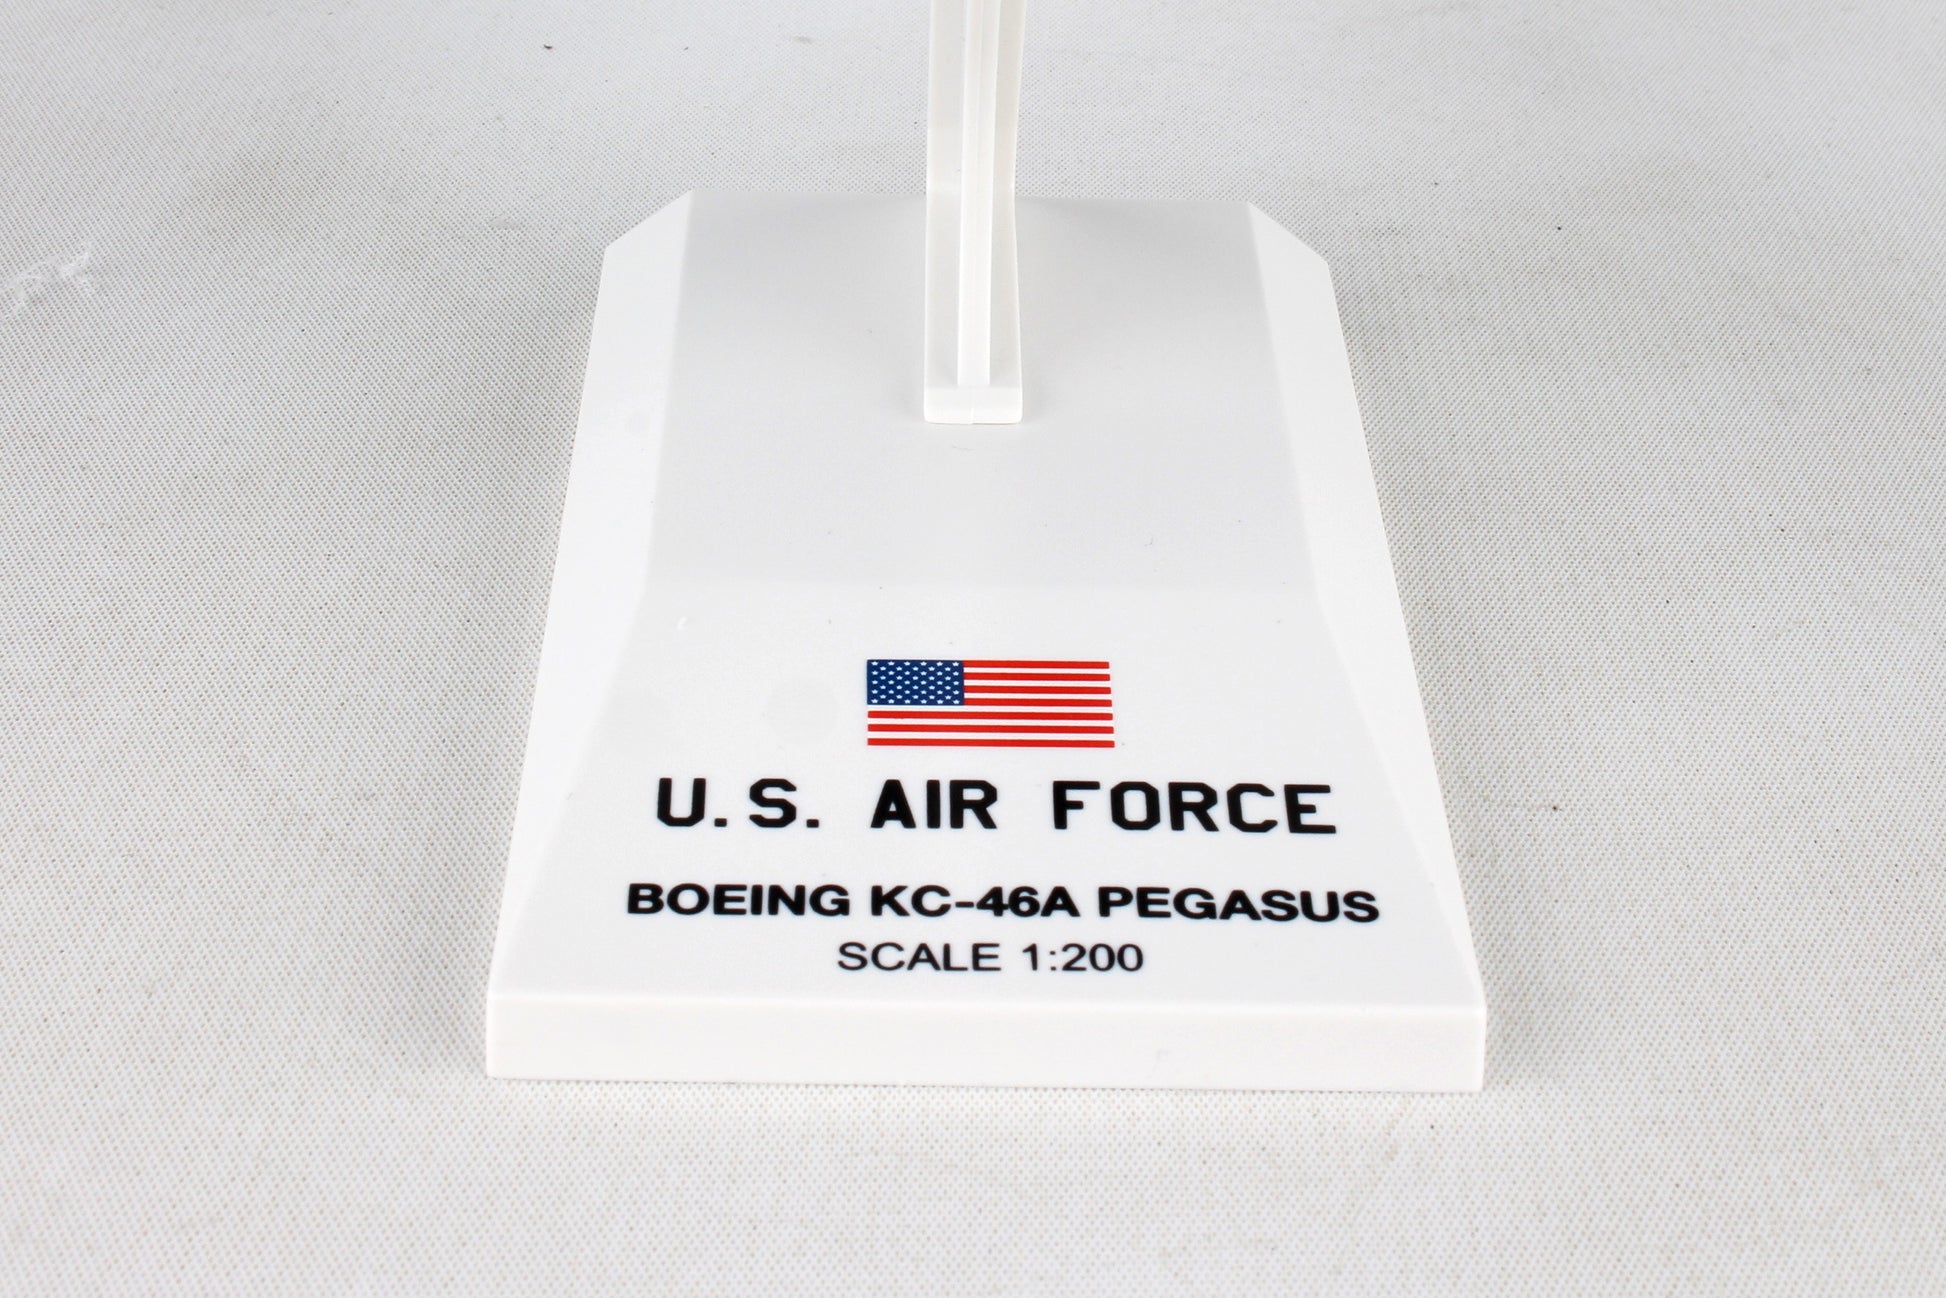 U.S. AIR FORCE
BOEING KC-46A PEGASUS
SCALE 1:200